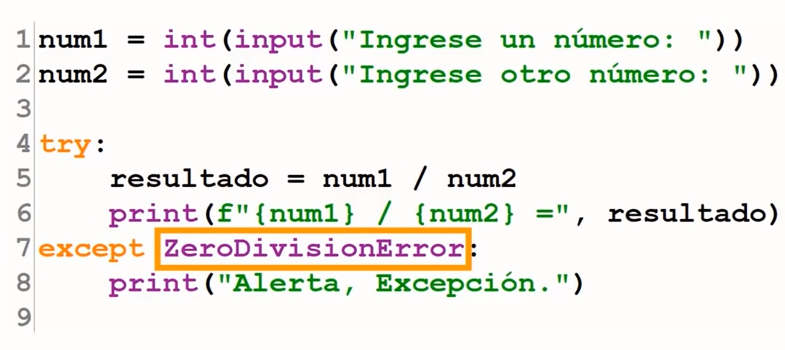 1 num1 = int(input("Ingrese un número: "))
2 num2 = int(input("Ingrese otro número: "))
3
4 try:
5     resultado = num1 / num2
6     print(f"{num1} / {num2} =", resultado)
7 except ZeroDivisionError:
8     print("Alerta, Excepción.")
9